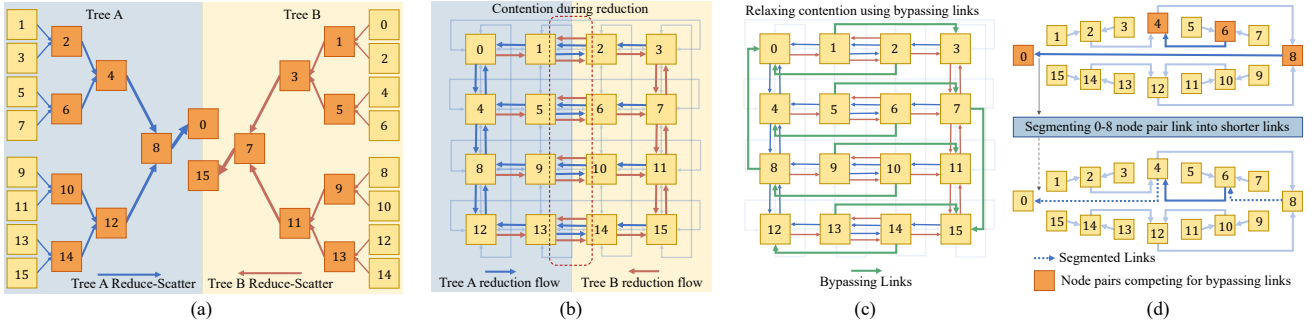 Tree A
Tree B
1
3
5
7
9
11
13
15
2
6
10
14
4
12
8
0
15
7
3
11
1
5
9
13
0
2
4
6
8
10
12
14
Tree A Reduce-Scatter
Tree B Reduce-Scatter
(a)
Contention during reduction
0 1 2 3
4 5 6 7
8 9 10 11
12 13 14 15
Tree A reduction flow
Tree B reduction flow
(b)
Relaxing contention using bypassing links
0 1 2 3
4 5 6 7
8 9 10 11
12 13 14 15
Bypassing Links
(c)
1 2 3 4 5 6 7
0 8
15 14 13 12 11 10 9
Segmenting 0-8 node pair link into shorter links
1 2 3 4 5 6 7
0 8
15 14 13 12 11 10 9
Segmented Links
Node pairs competing for bypassing links
(d)